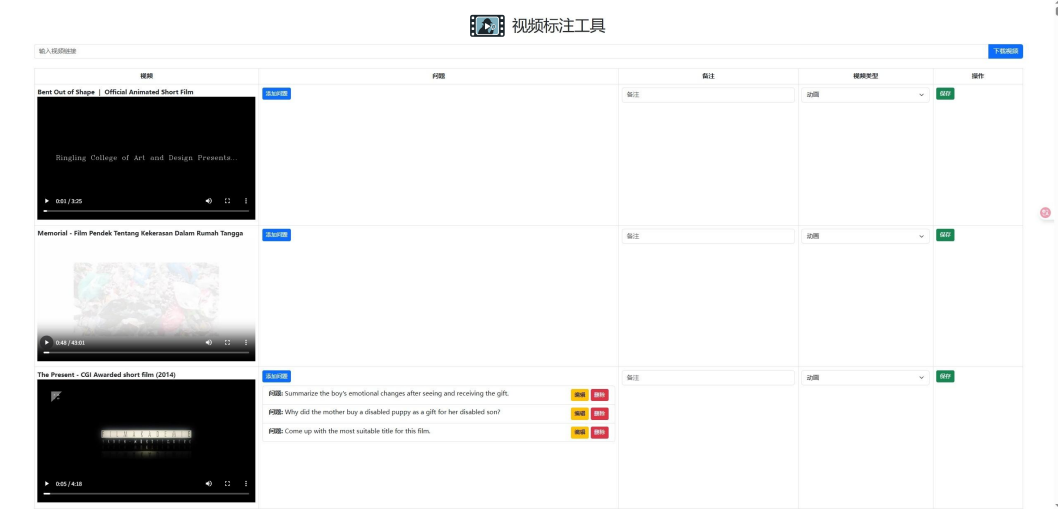 视频标注工具
输入视频链接
下载视频
视频 问题 备注 视频类型 操作
Bent Out of Shape | Official Animated Short Film
添加问题
备注
动画
保存
Ringling College of Art and Design Presents...
0:01 / 3:25
Memorial - Film Pendek Tentang Kekerasan Dalam Rumah Tangga
添加问题
备注
动画
保存
0:48 / 43:01
The Present - CGI Awarded short film (2014)
添加问题
备注
动画
保存
问题: Summarize the boy's emotional changes after seeing and receiving the gift.
编辑 删除
问题: Why did the mother buy a disabled puppy as a gift for her disabled son?
编辑 删除
问题: Come up with the most suitable title for this film.
编辑 删除
0:05 / 4:18